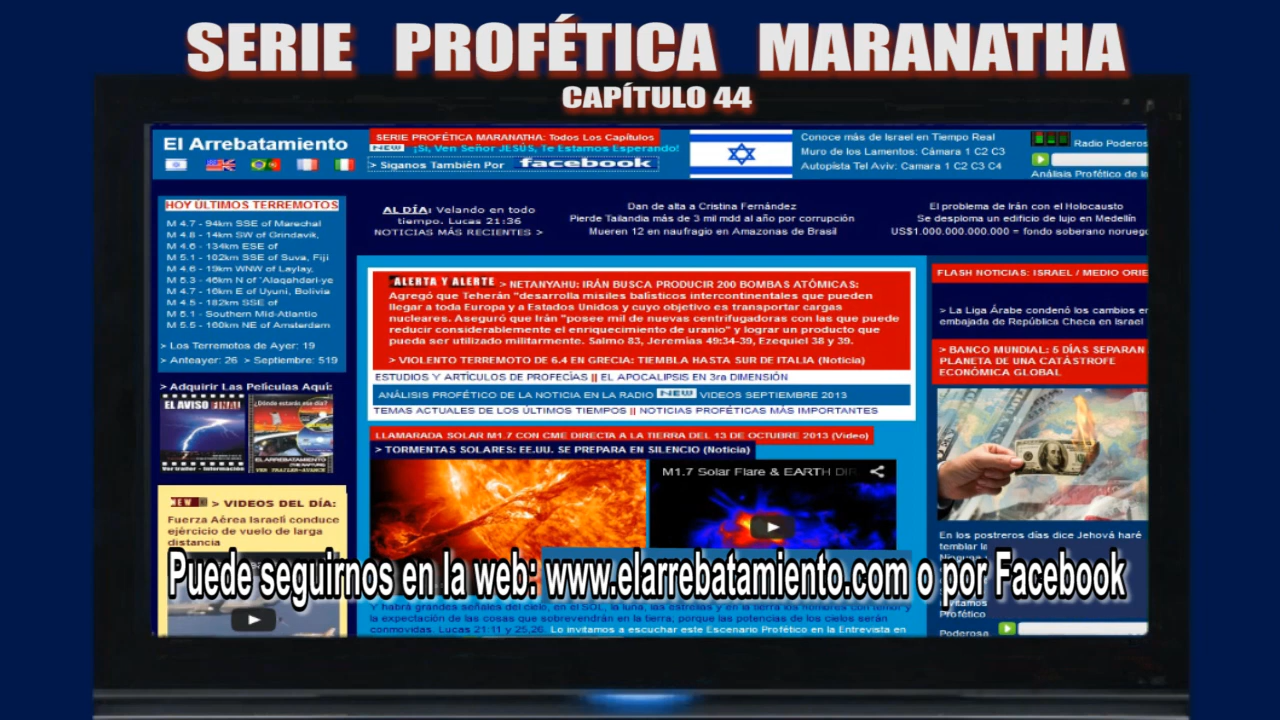 SERIE PROFÉTICA MARANATHA
CAPÍTULO 44
El Arrebatamiento
SERIE PROFÉTICA MARANATHA: Todos Los Capítulos
NEW ¡Si, Ven Señor JESÚS, Te Estamos Esperando!
> Siganos También Por facebook
Conoce más de Israel en Tiempo Real
Muro de los Lamentos: Cámara 1 C2 C3
Autopista Tel Aviv: Camara 1 C2 C3 C4
Radio Poderos
Análisis Profético de la
HOY ÚLTIMOS TERREMOTOS
M 4.7 - 94km SSE of Marechal
M 4.8 - 14km SW of Grindavik,
M 4.6 - 134km ESE of
M 5.1 - 102km SSE of Suva, Fiji
M 4.6 - 19km WNW of Laylay,
M 5.3 - 46km N of 'Alaqahdari-ye
M 4.7 - 16km E of Uyuni, Bolivia
M 4.5 - 182km SSE of
M 5.1 - Southern Mid-Atlantic
M 5.5 - 160km NE of Amsterdam
> Los Terremotos de Ayer: 19
> Anteayer: 26 > Septiembre: 519
AL DÍA: Velando en todo
tiempo. Lucas 21:36
NOTICIAS MÁS RECIENTES >
Dan de alta a Cristina Fernández
Pierde Tailandia más de 3 mil mdd al año por corrupción
Mueren 12 en naufragio en Amazonas de Brasil
El problema de Irán con el Holocausto
Se desploma un edificio de lujo en Medellín
US$1.000.000.000.000 = fondo soberano norueg
ALERTA Y ALERTE > NETANYAHU: IRÁN BUSCA PRODUCIR 200 BOMBAS ATÓMICAS:
Agregó que Teherán "desarrolla misiles balísticos intercontinentales que pueden
llegar a toda Europa y a Estados Unidos y cuyo objetivo es transportar cargas
nucleares. Aseguró que Irán "posee mil de nuevas centrifugadoras con las que puede
reducir considerablemente el enriquecimiento de uranio" y lograr un producto que
pueda ser utilizado militarmente. Salmo 83, Jeremías 49:34-39, Ezequiel 38 y 39.
> VIOLENTO TERREMOTO DE 6.4 EN GRECIA: TIEMBLA HASTA SUR DE ITALIA (Noticia)
ESTUDIOS Y ARTÍCULOS DE PROFECÍAS || EL APOCALIPSIS EN 3ra DIMENSIÓN
ANÁLISIS PROFÉTICO DE LA NOTICIA EN LA RADIO NEW VIDEOS SEPTIEMBRE 2013
TEMAS ACTUALES DE LOS ÚLTIMOS TIEMPOS || NOTICIAS PROFÉTICAS MÁS IMPORTANTES
FLASH NOTICIAS: ISRAEL / MEDIO ORIE
> La Liga Árabe condenó los cambios en
embajada de República Checa en Israel
> BANCO MUNDIAL: 5 DÍAS SEPARAN
PLANETA DE UNA CATÁSTROFE
ECONÓMICA GLOBAL
> Adquirir Las Películas Aquí:
EL AVISO FINAL
¿Dónde estarás ese día?
EL ARREBATAMIENTO
Ver trailer - Información
VER TRAILER-AVANCE
LLAMARADA SOLAR M1.7 CON CME DIRECTA A LA TIERRA DEL 13 DE OCTUBRE 2013 (Video)
> TORMENTAS SOLARES: EE.UU. SE PREPARA EN SILENCIO (Noticia)
M1.7 Solar Flare & EARTH DIR
NEW > VIDEOS DEL DÍA:
Fuerza Aérea Israelí conduce
ejército de vuelo de larga
distancia
En los postreros días dice Jehová haré
temblar la
Puede seguirnos en la web: www.elarrebatamiento.com o por Facebook
Y habrá grandes señales del cielo, en el SOL, la luna, las estrellas y en la tierra los hombres con temor y
la expectación de las cosas que sobrevendrán en la tierra; porque las potencias de los cielos serán
conmovidas. Lucas 21:11 y 25,26. Lo invitamos a escuchar este Escenario Profético en la Entrevista en
invitamos
Profético
Poderosa